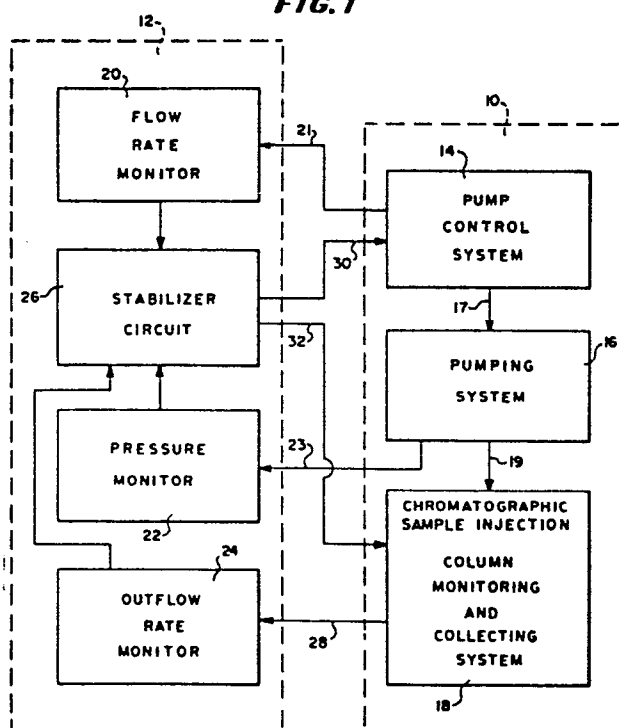 FIG. 1
12
20
FLOW
RATE
MONITOR
21
10
14
PUMP
CONTROL
SYSTEM
30
26
STABILIZER
CIRCUIT
32
17
16
PUMPING
SYSTEM
PRESSURE
MONITOR
22
23
19
CHROMATOGRAPHIC
SAMPLE INJECTION
COLUMN
MONITORING
AND
COLLECTING
SYSTEM
18
24
OUTFLOW
RATE
MONITOR
28